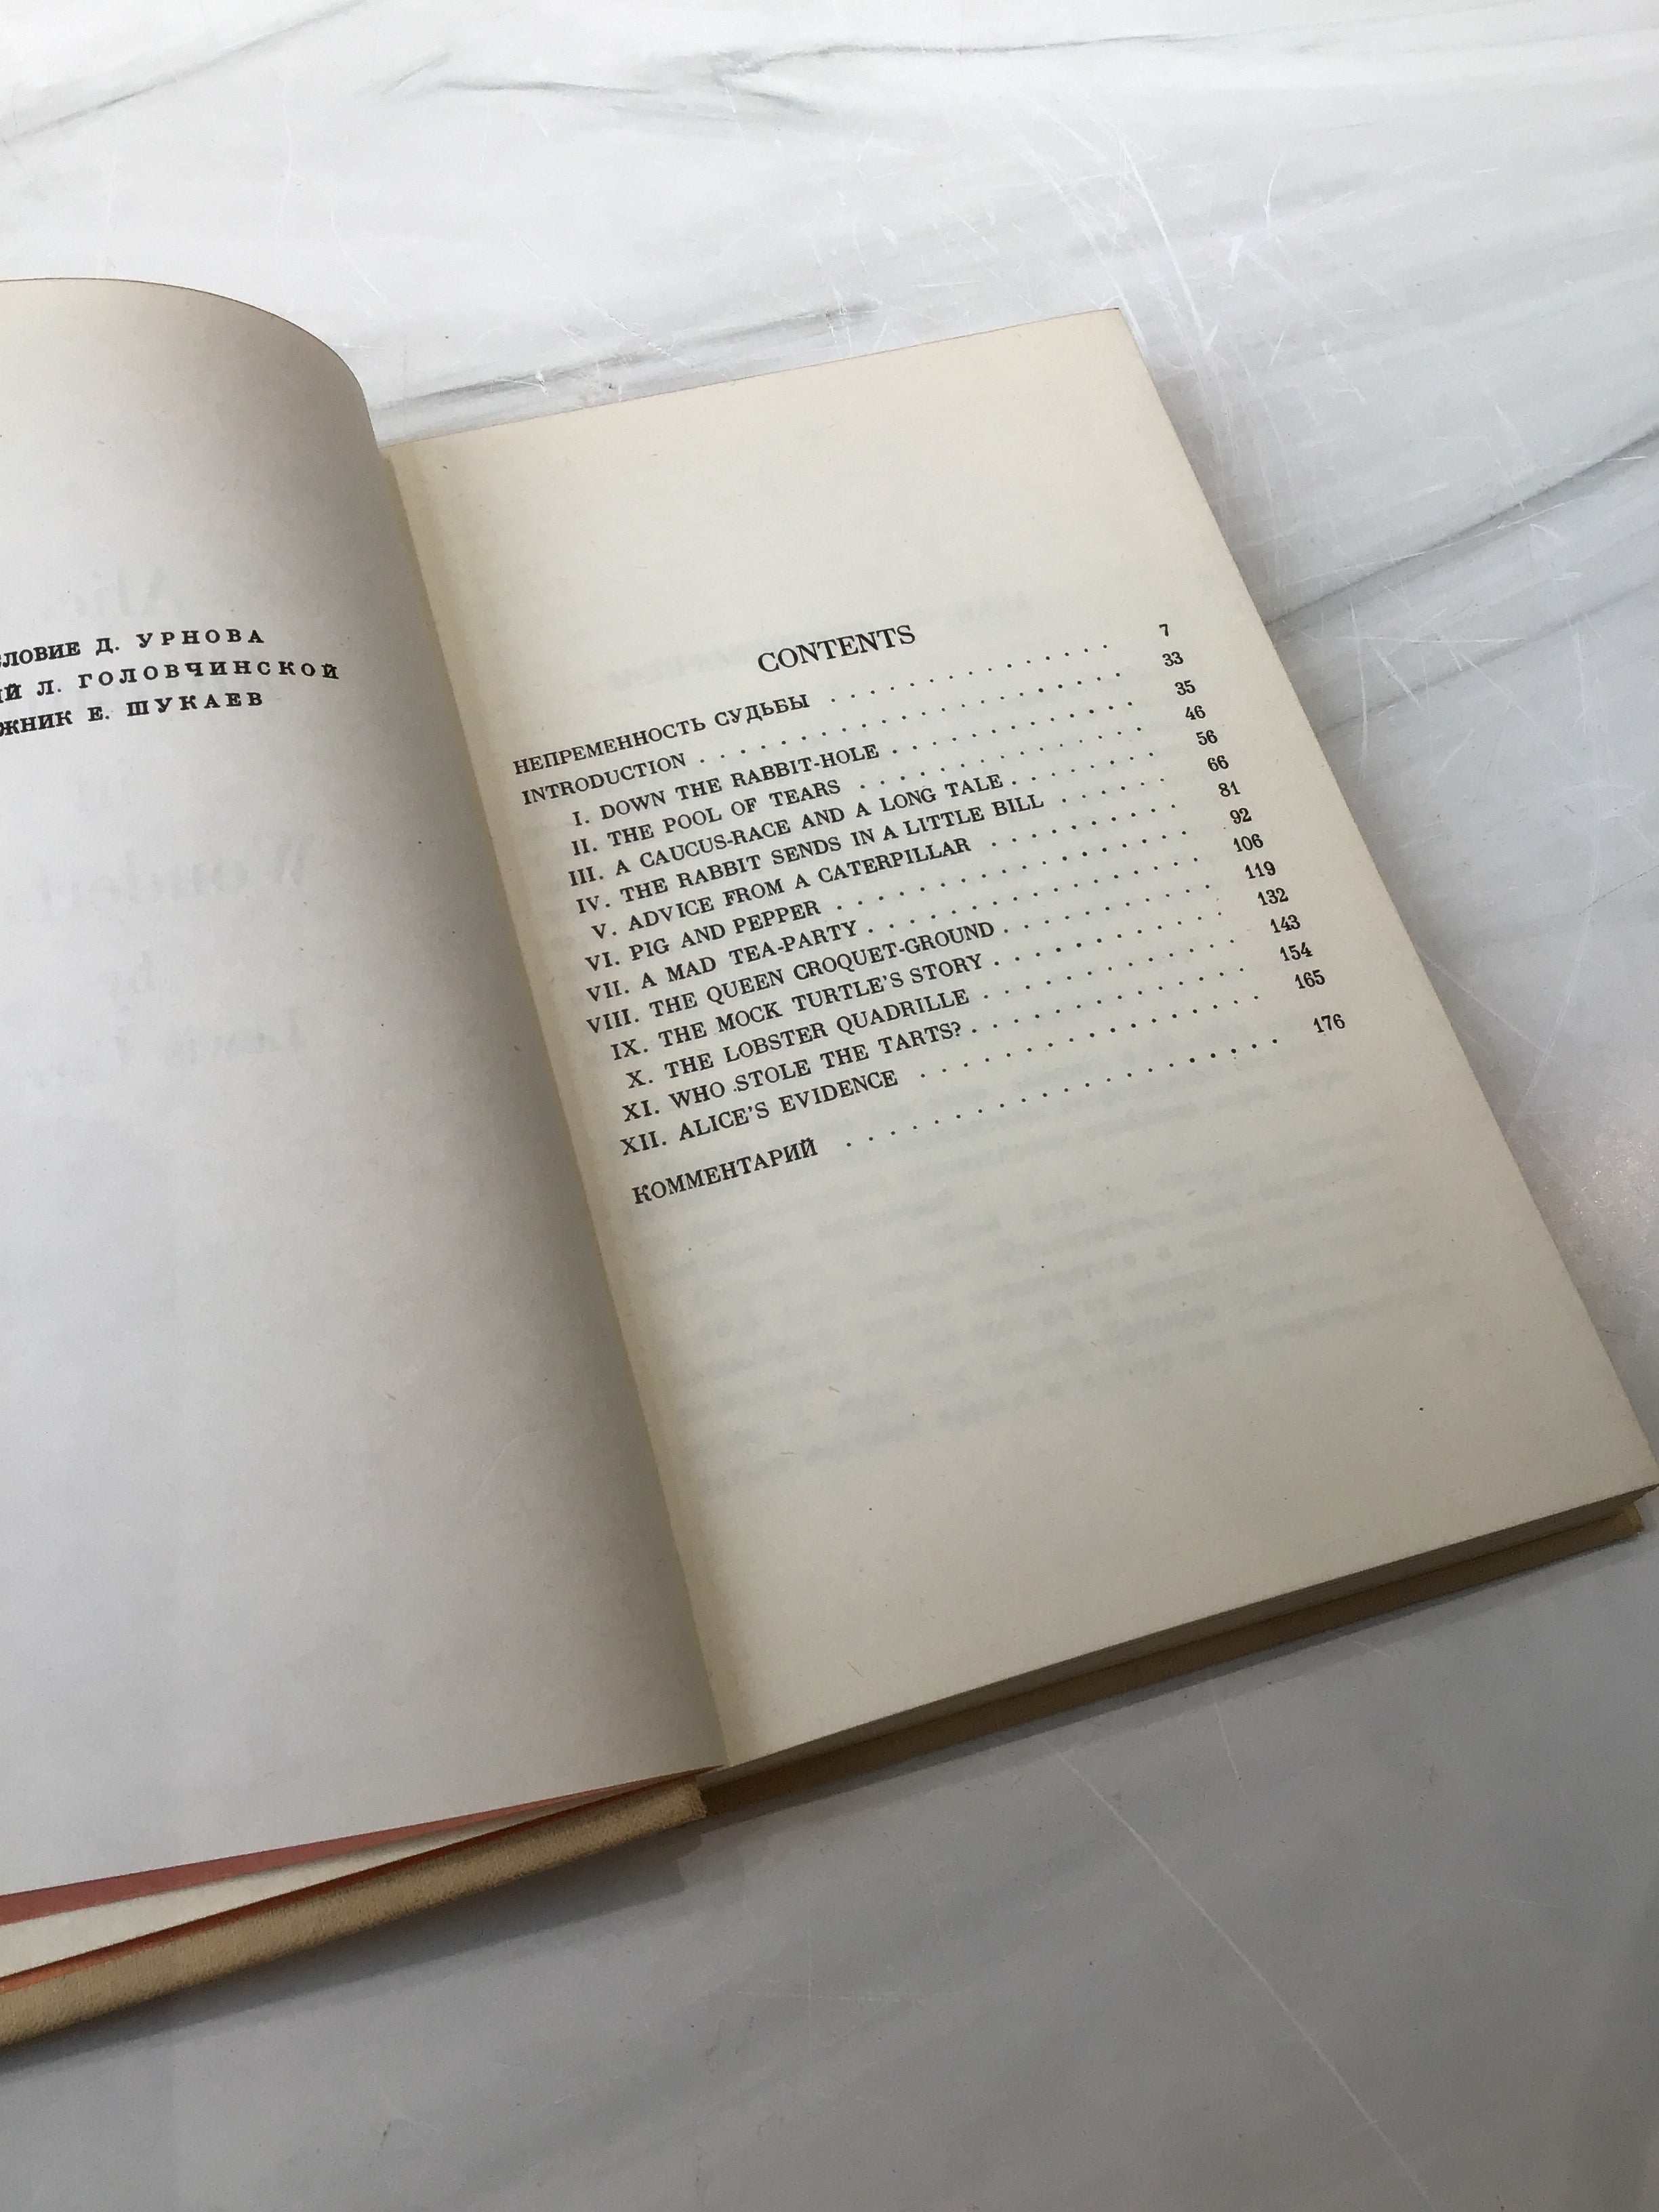 Д. УРНОВА
Л. ГОЛОВЧИНСКОЙ
Е. ШУКАЕВ
CONTENTS
НЕПРЕМЕННОСТЬ СУДЬБЫ . . . . . . . . . . . . . . . . 7
INTRODUCTION . . . . . . . . . . . . . . . . . . . . . 33
I. DOWN THE RABBIT-HOLE . . . . . . . . . . . . . 35
II. THE POOL OF TEARS . . . . . . . . . . . . . . . 46
III. A CAUCUS-RACE AND A LONG TALE . . . . . . . . 56
IV. THE RABBIT SENDS IN A LITTLE BILL . . . . . . 66
V. ADVICE FROM A CATERPILLAR . . . . . . . . . . 81
VI. PIG AND PEPPER . . . . . . . . . . . . . . . . . 92
VII. A MAD TEA-PARTY . . . . . . . . . . . . . . . . 106
VIII. THE QUEEN CROQUET-GROUND . . . . . . . . . . 119
IX. THE MOCK TURTLE'S STORY . . . . . . . . . . . 132
X. THE LOBSTER QUADRILLE . . . . . . . . . . . . 143
XI. WHO STOLE THE TARTS? . . . . . . . . . . . . . 154
XII. ALICE'S EVIDENCE . . . . . . . . . . . . . . . . 165
КОММЕНТАРИЙ . . . . . . . . . . . . . . . . . . . . . 176